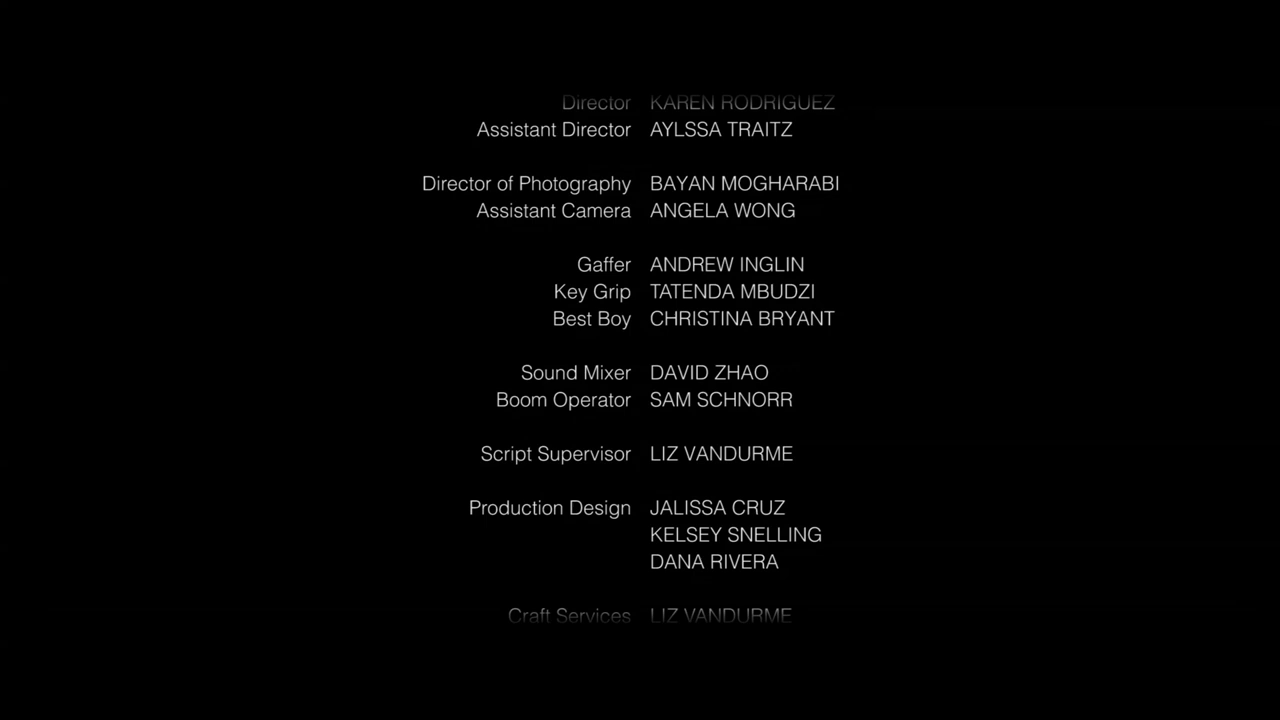 Director KAREN RODRIGUEZ
Assistant Director AYLSSA TRAITZ
Director of Photography BAYAN MOGHARABI
Assistant Camera ANGELA WONG
Gaffer ANDREW INGLIN
Key Grip TATENDA MBUDZI
Best Boy CHRISTINA BRYANT
Sound Mixer DAVID ZHAO
Boom Operator SAM SCHNORR
Script Supervisor LIZ VANDURME
Production Design JALISSA CRUZ
KELSEY SNELLING
DANA RIVERA
Craft Services LIZ VANDURME